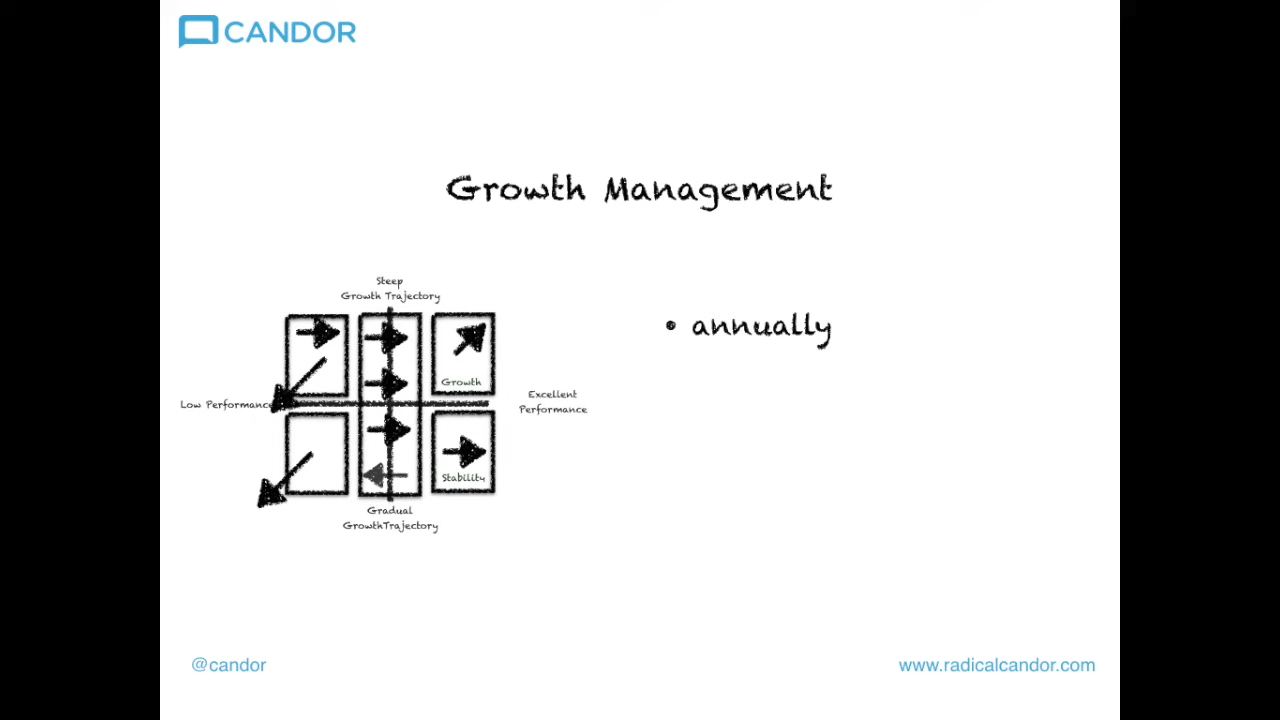 CANDOR
Growth Management
Steep
Growth Trajectory
• annually
Growth
Low Performance
Excellent
Performance
Stability
Gradual
GrowthTrajectory
@candor
www.radicalcandor.com